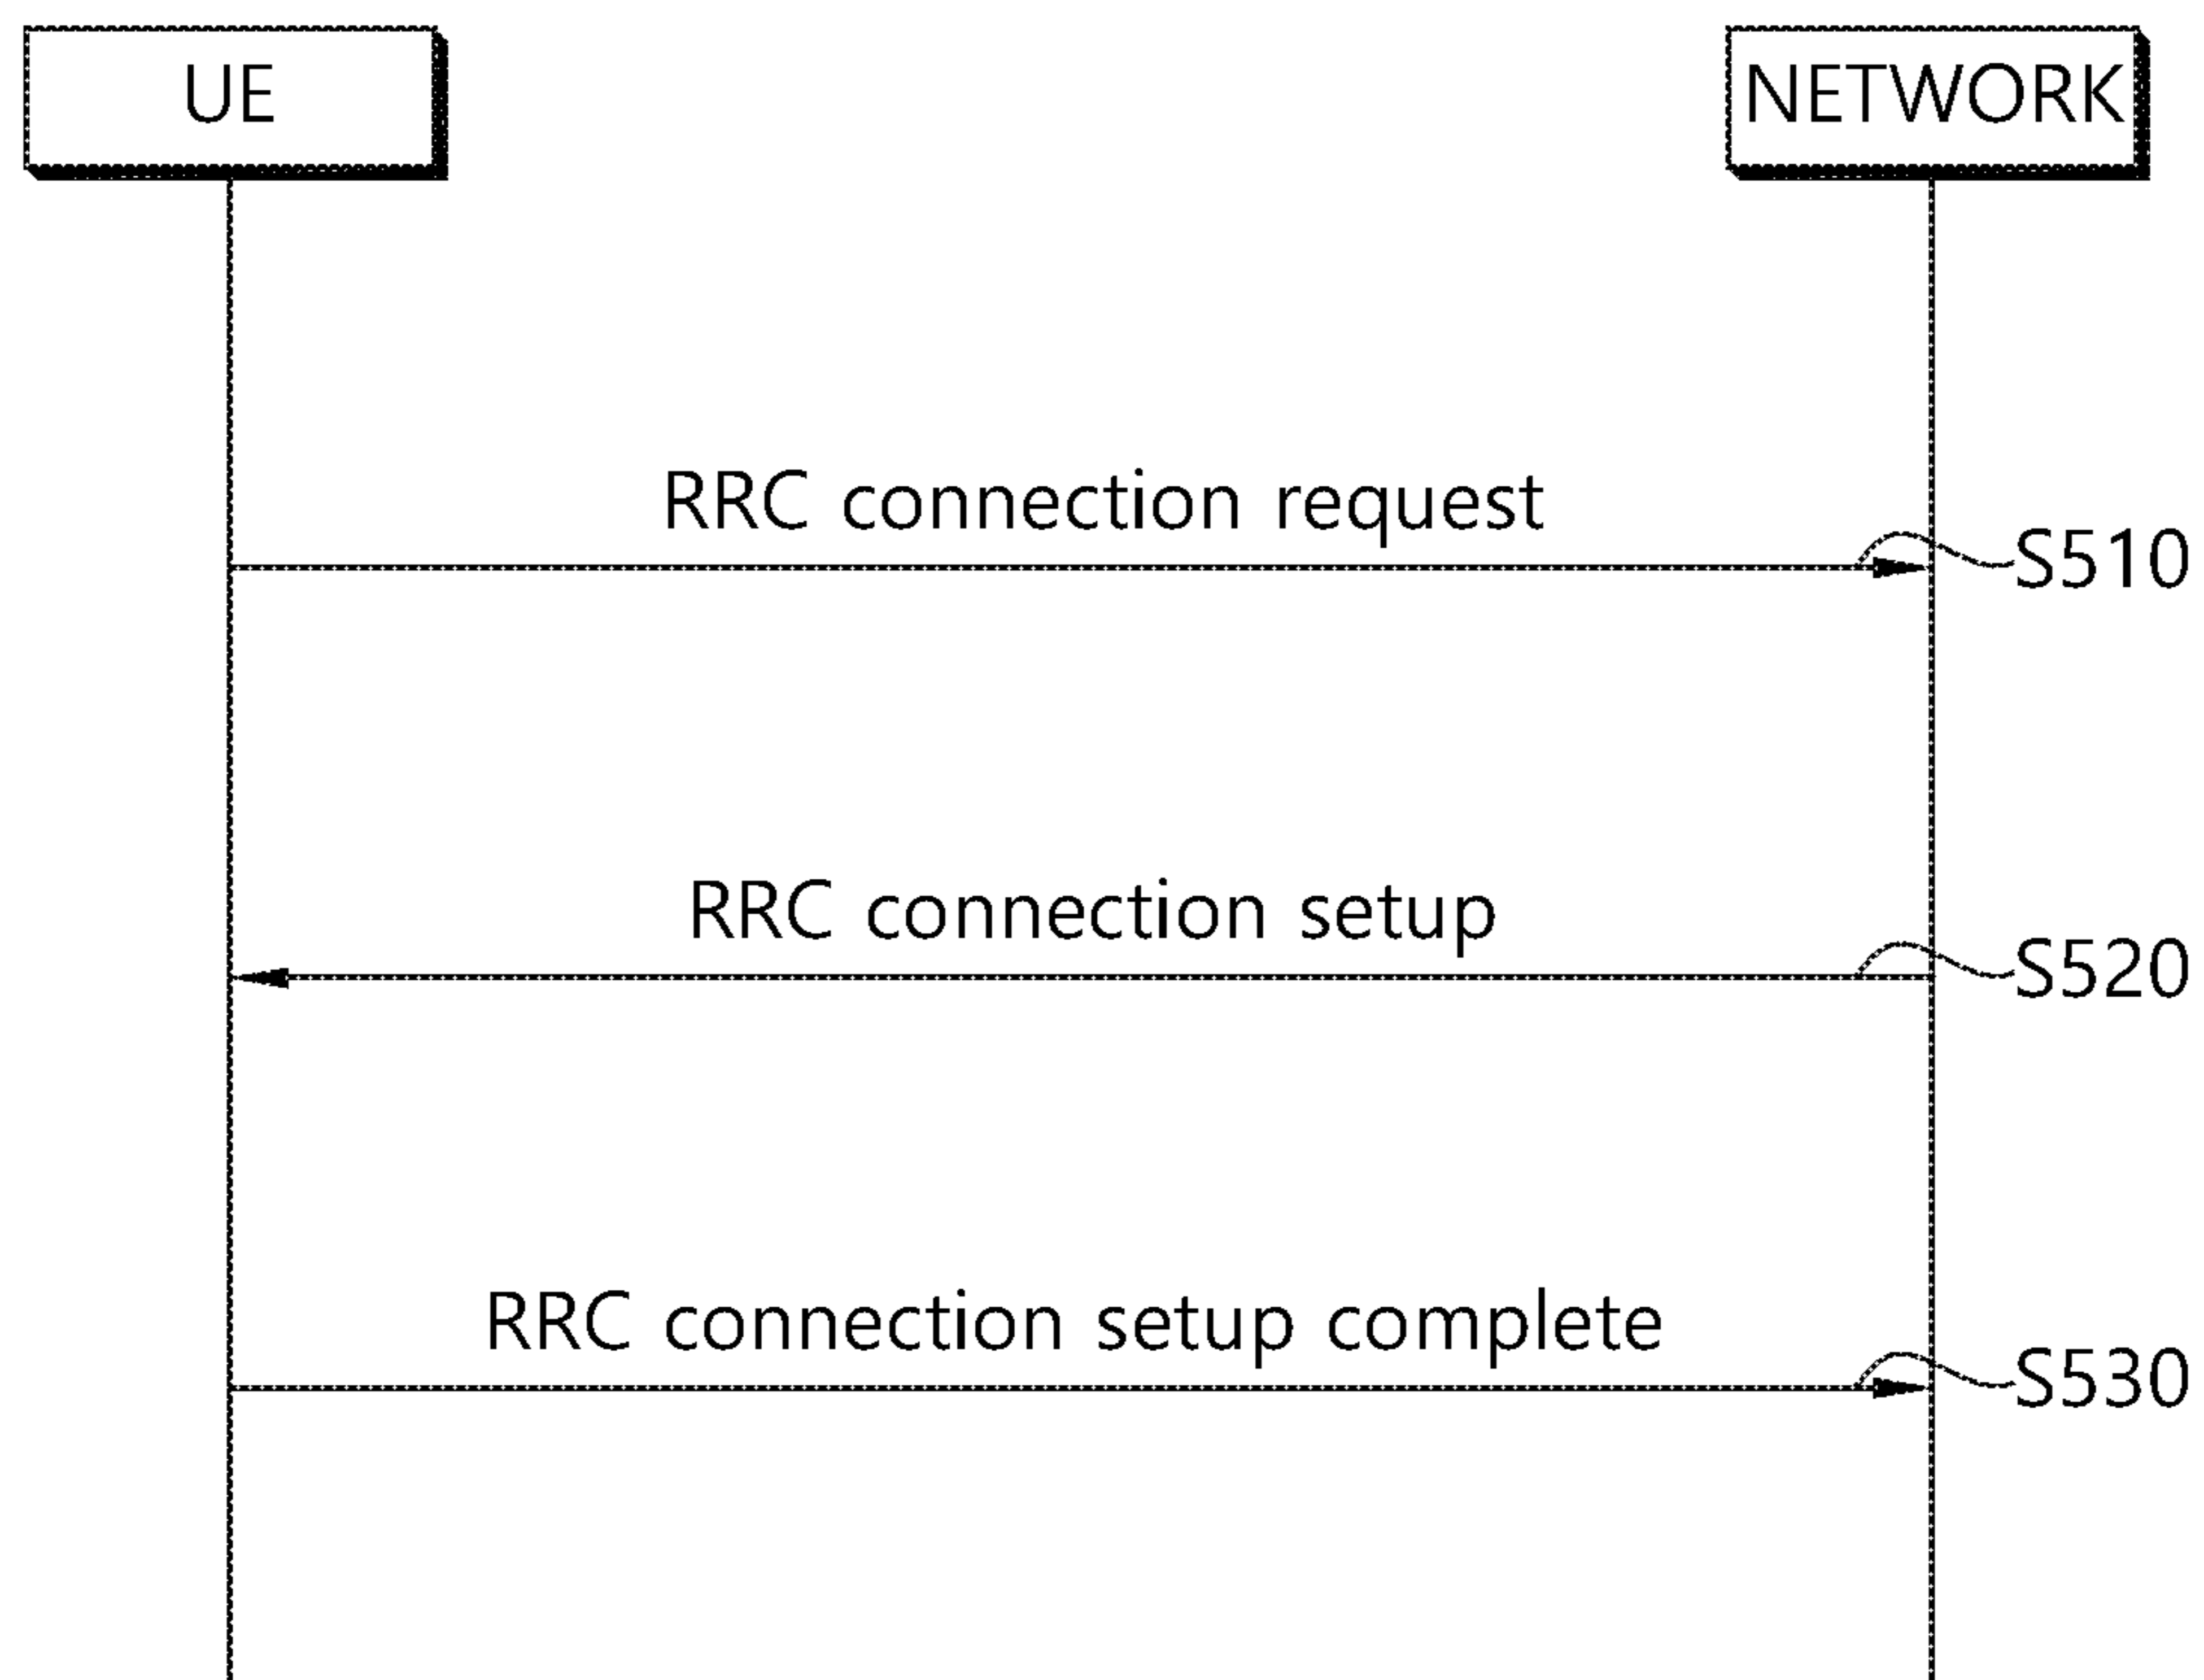 UE
NETWORK
RRC connection request
S510
RRC connection setup
S520
RRC connection setup complete
S530